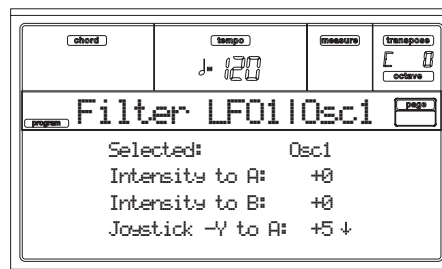 chord
tempo
measure
transpose
♩= 120
C 0
octave
program
Filter LFO1|Osc1
page
Selected: Osc1
Intensity to A: +0
Intensity to B: +0
Joystick -Y to A: +5 ↓